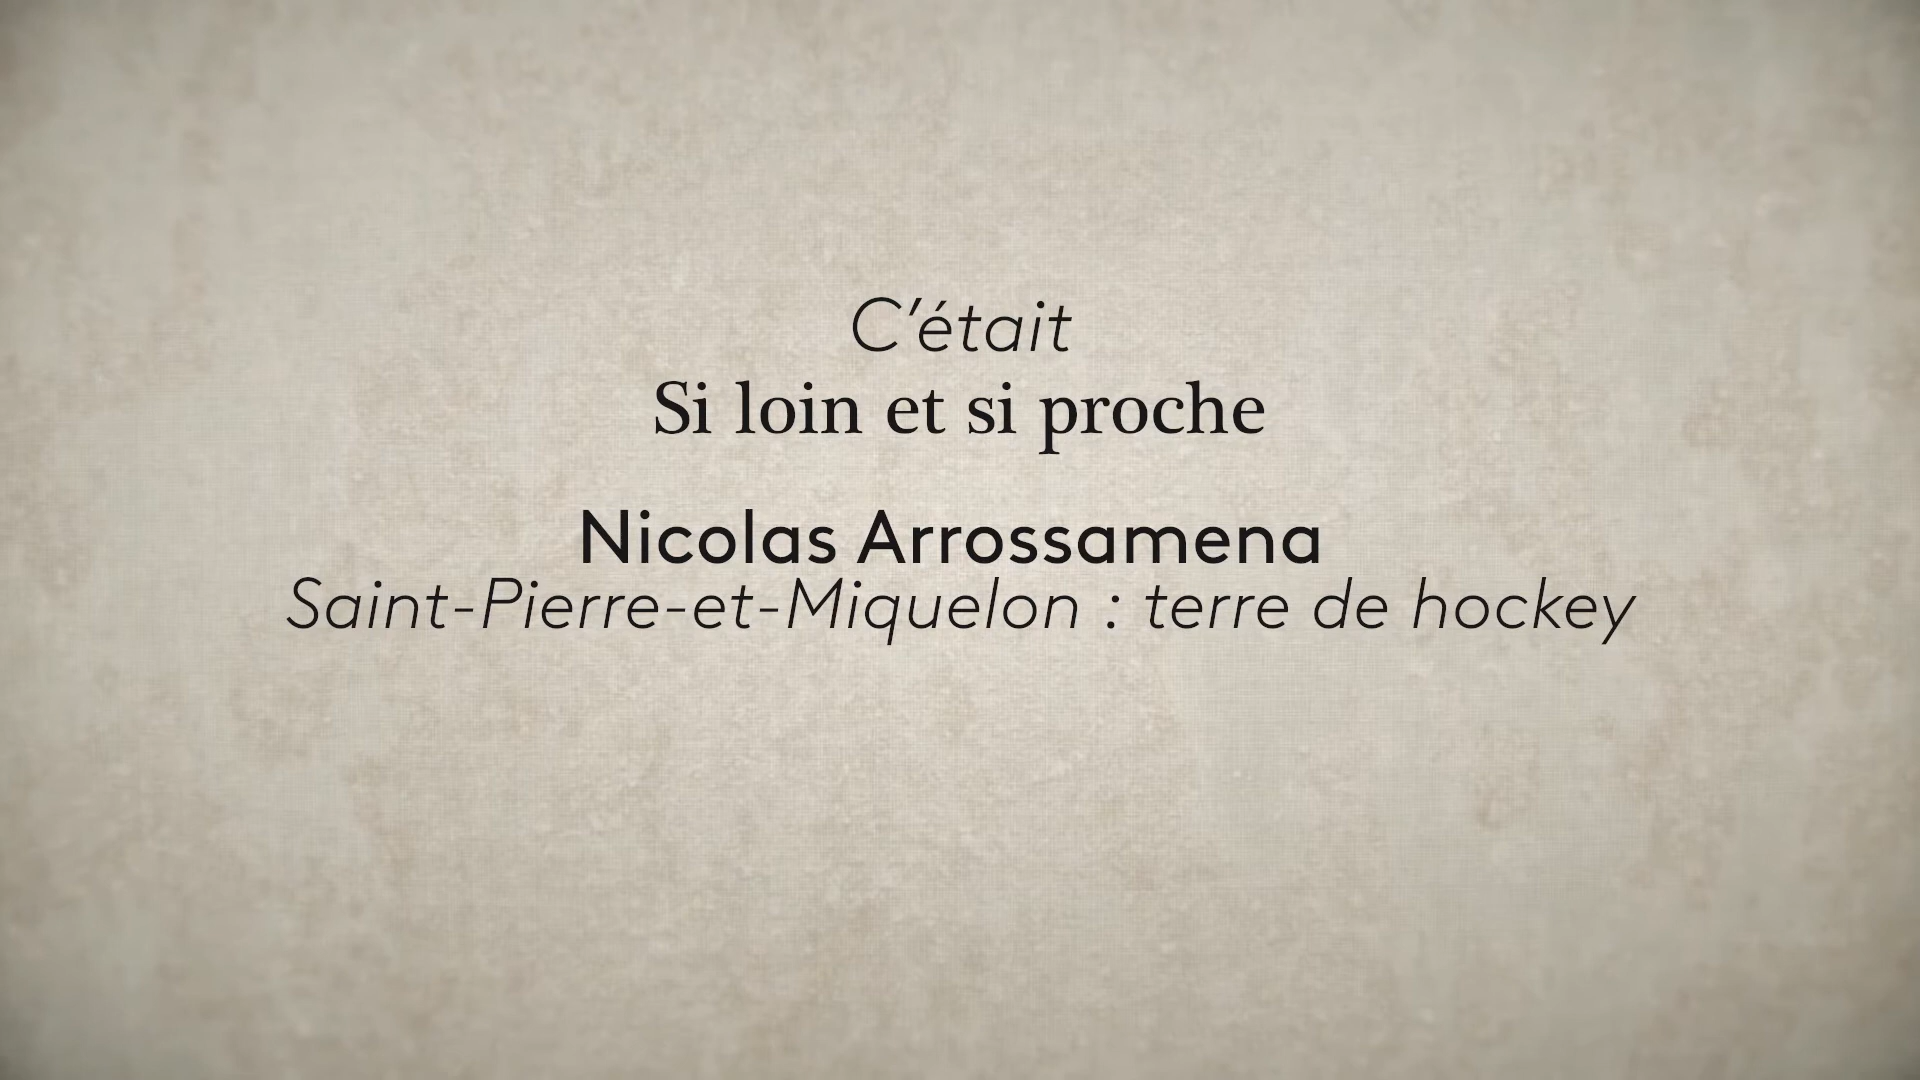 C’était
Si loin et si proche
Nicolas Arrossamena
Saint-Pierre-et-Miquelon : terre de hockey